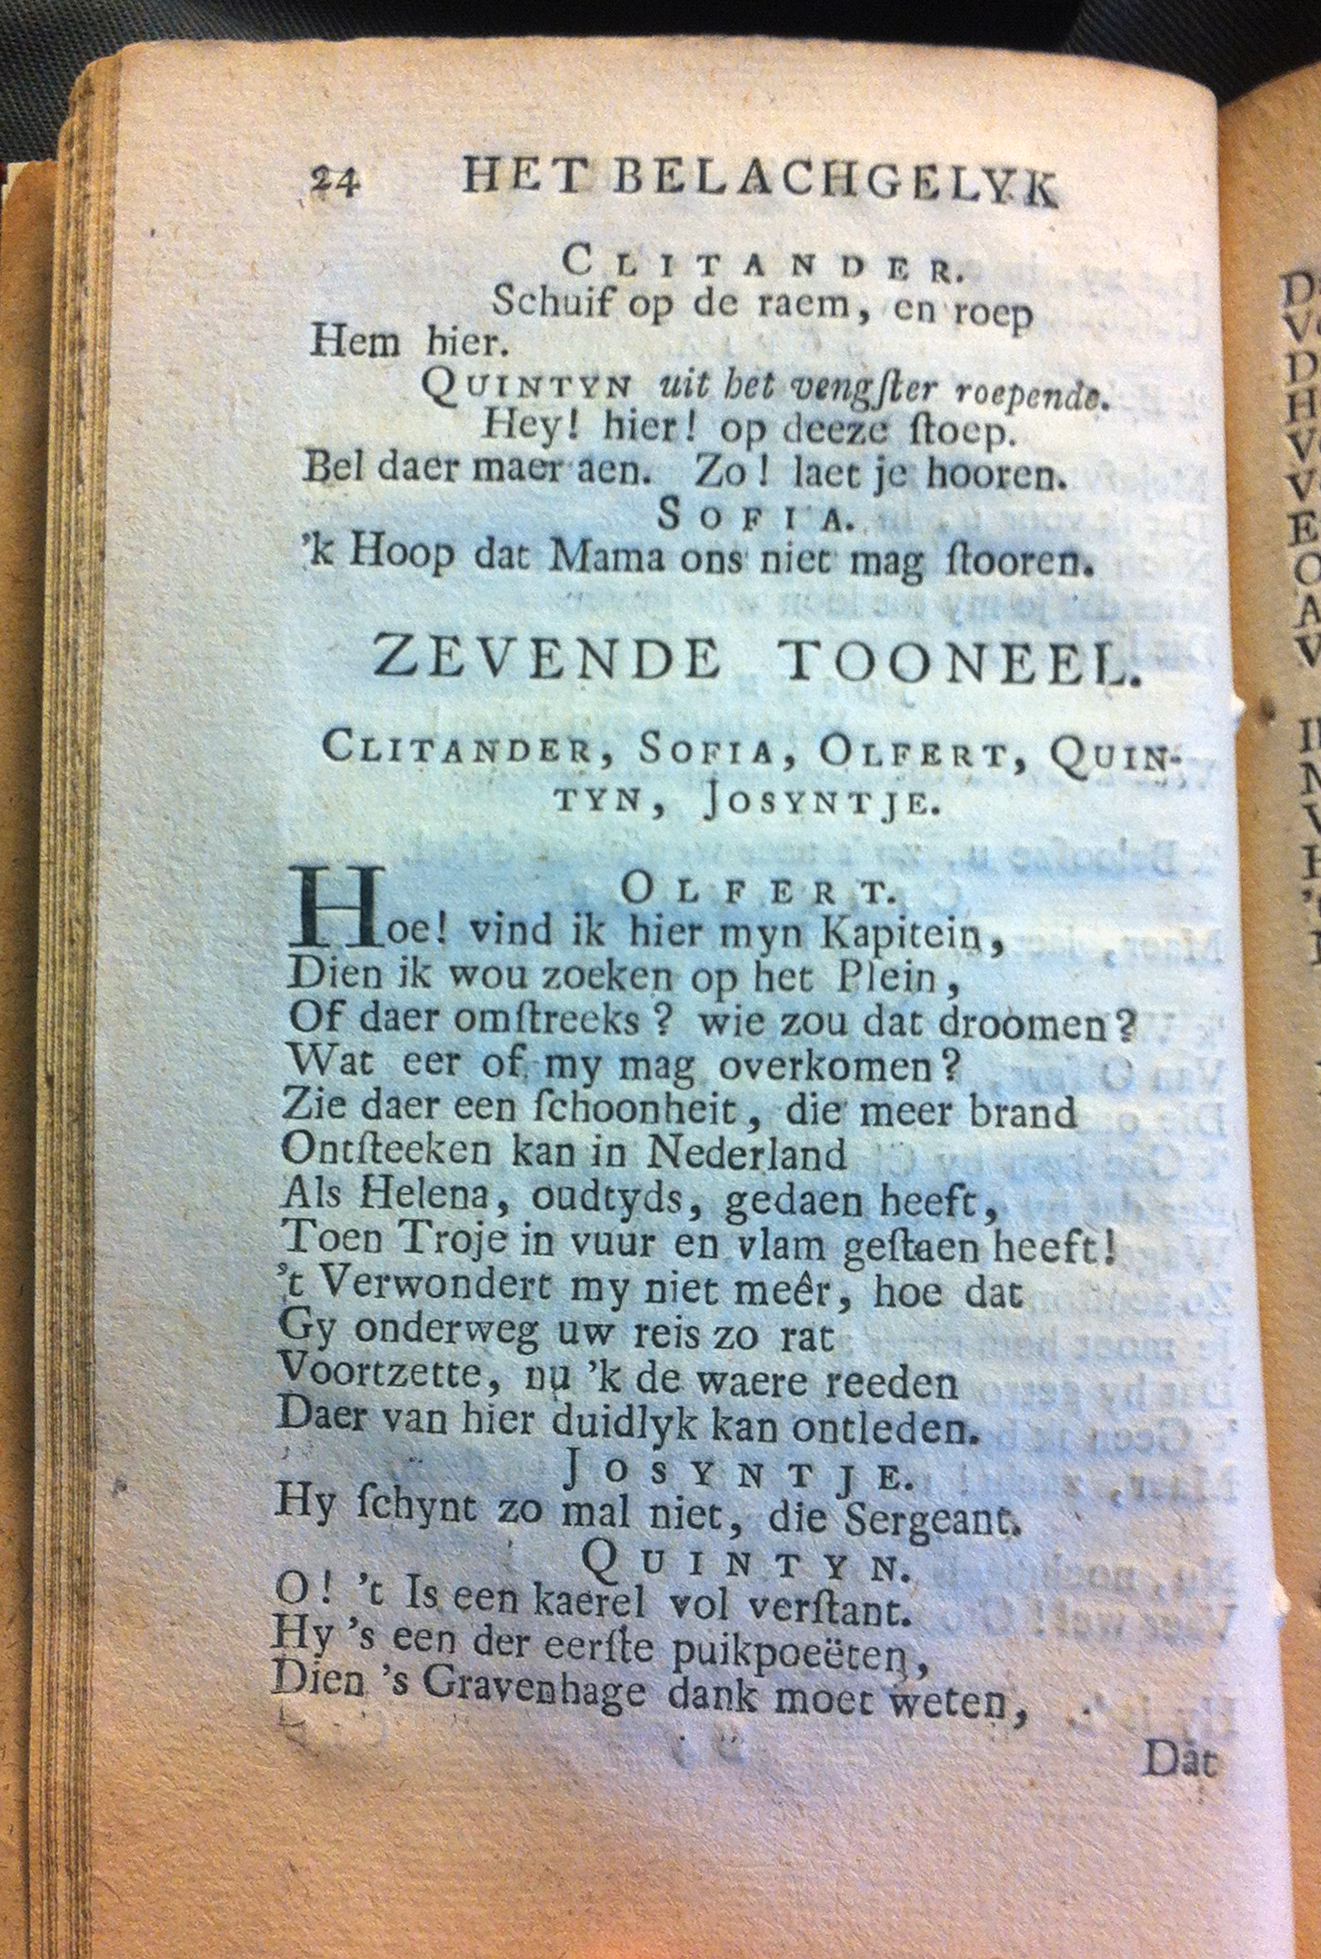 24 HET BELACHGELYK
CLITANDER.
Schuif op de raem, en roep
Hem hier.
QUINTYN uit het vengſter roepende.
Hey! hier! op deeze ſtoep.
Bel daer maer aen. Zo! laet je hooren.
SOFIA.
'k Hoop dat Mama ons niet mag ſtooren.
ZEVENDE TOONEEL.
CLITANDER, SOFIA, OLFERT, QUIN-
TYN, JOSYNTJE.
OLFERT.
Hoe! vind ik hier myn Kapitein,
Dien ik wou zoeken op het Plein,
Of daer omſtreeks? wie zou dat droomen?
Wat eer of my mag overkomen?
Zie daer een ſchoonheit, die meer brand
Ontſteeken kan in Nederland
Als Helena, oudtyds, gedaen heeft,
Toen Troje in vuur en vlam geſtaen heeft!
't Verwondert my niet meêr, hoe dat
Gy onderweg uw reis zo rat
Voortzette, nu 'k de waere reeden
Daer van hier duidlyk kan ontleden.
JOSYNTJE.
Hy ſchynt zo mal niet, die Sergeant.
QUINTYN.
O! 't Is een kaerel vol verſtant.
Hy 's een der eerſte puikpoeëten,
Dien 's Gravenhage dank moet weten,
Dat